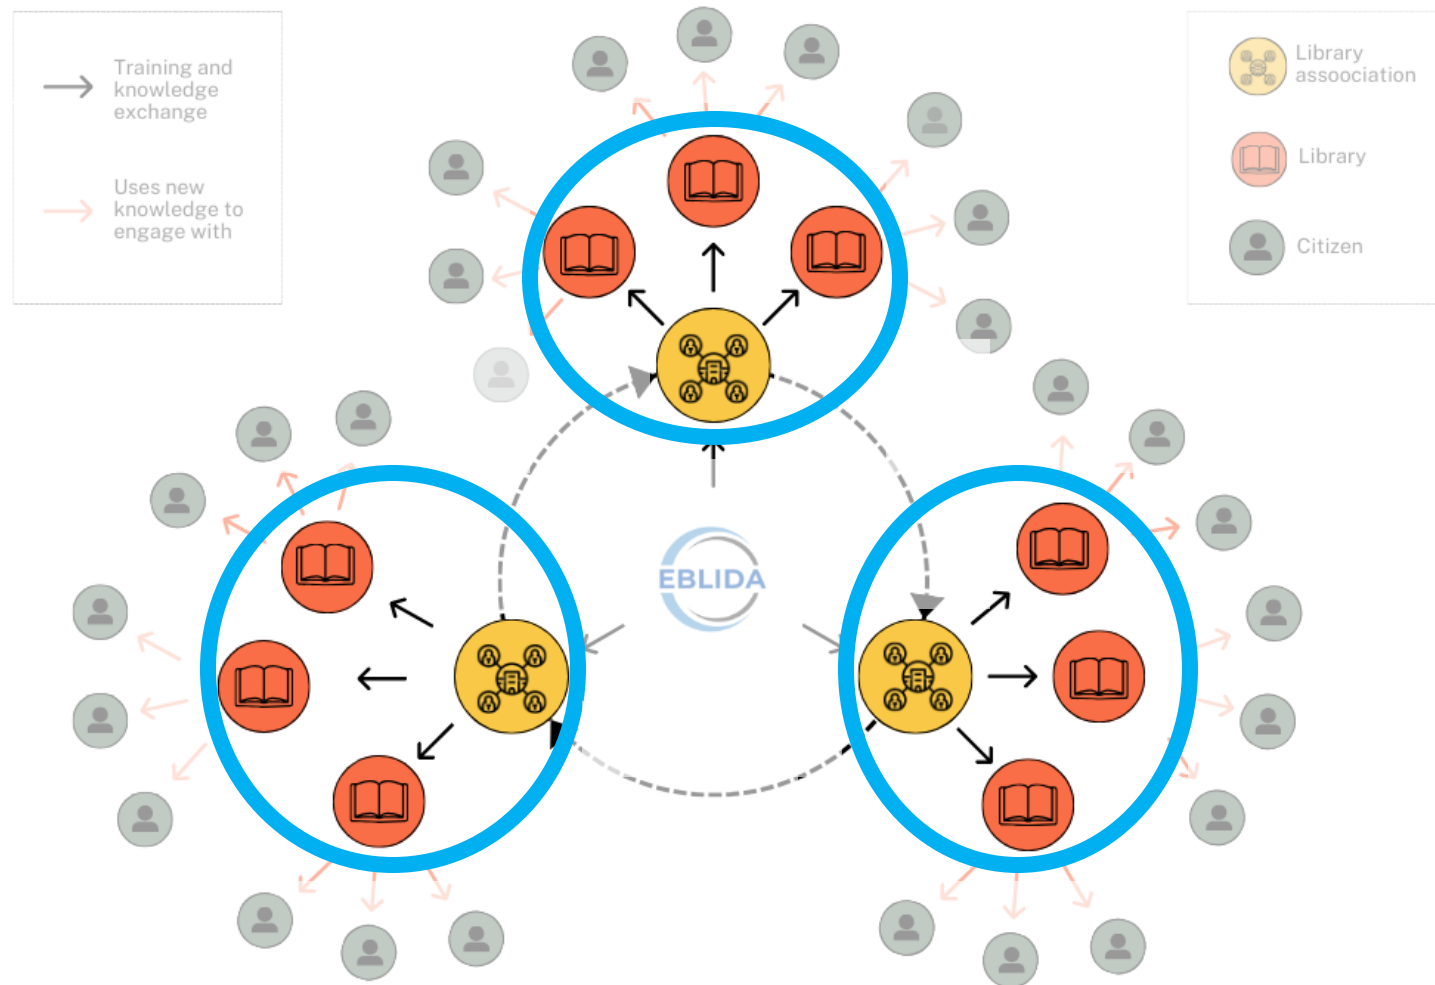 Training and
knowledge
exchange
Uses new
knowledge to
engage with
Library
assoociation
Library
Citizen
EBLIDA